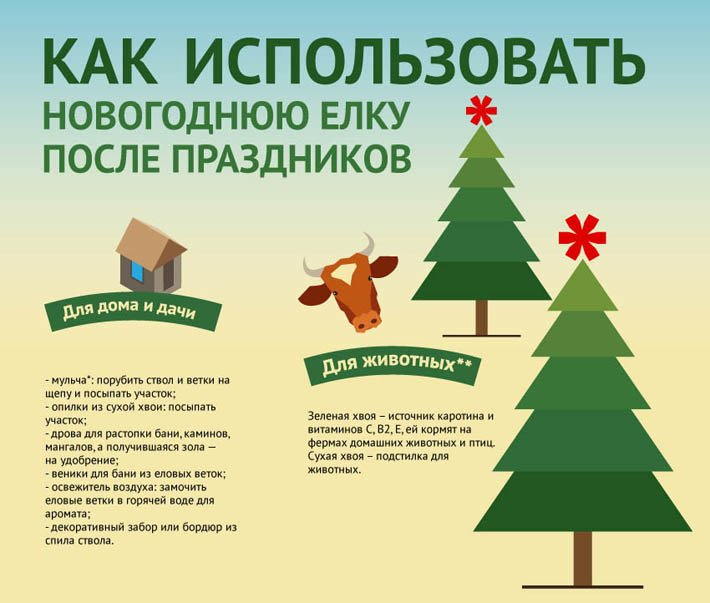 КАК ИСПОЛЬЗОВАТЬ
НОВОГОДНЮЮ ЕЛКУ
ПОСЛЕ ПРАЗДНИКОВ
Для дома и дачи
- мульча*: порубить ствол и ветки на
щепу и посыпать участок;
- опилки из сухой хвои: посыпать
участок;
- дрова для растопки бани, каминов,
мангалов, а получившаяся зола —
на удобрение;
- веники для бани из еловых веток;
- освежитель воздуха: замочить
еловые ветки в горячей воде для
аромата;
- декоративный забор или бордюр из
спила ствола.
Для животных**
Зеленая хвоя – источник каротина и
витаминов С, В2, Е, ей кормят на
фермах домашних животных и птиц.
Сухая хвоя – подстилка для
животных.